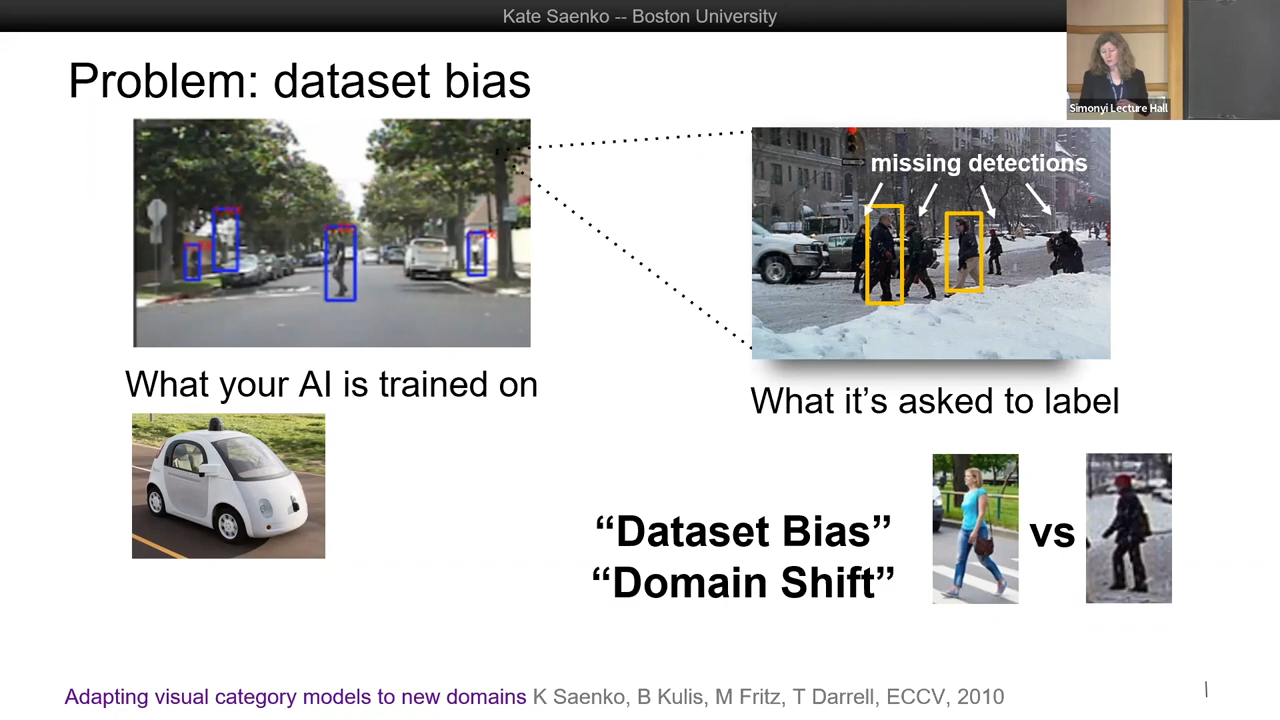 Kate Saenko -- Boston University
Simonyi Lecture Hall
Problem: dataset bias
missing detections
What your AI is trained on
What it’s asked to label
“Dataset Bias”
“Domain Shift”
vs
Adapting visual category models to new domains K Saenko, B Kulis, M Fritz, T Darrell, ECCV, 2010